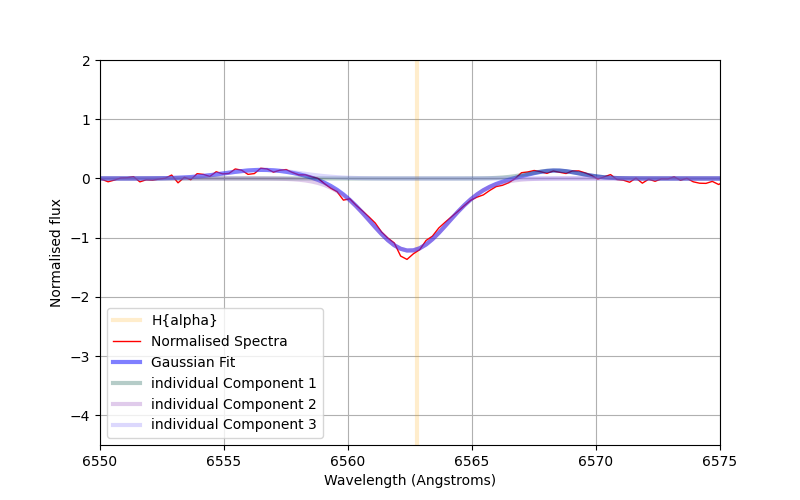 2
1
0
−1
−2
−3
−4
Normalised flux
H{alpha}
Normalised Spectra
Gaussian Fit
individual Component 1
individual Component 2
individual Component 3
6550 6555 6560 6565 6570 6575
Wavelength (Angstroms)